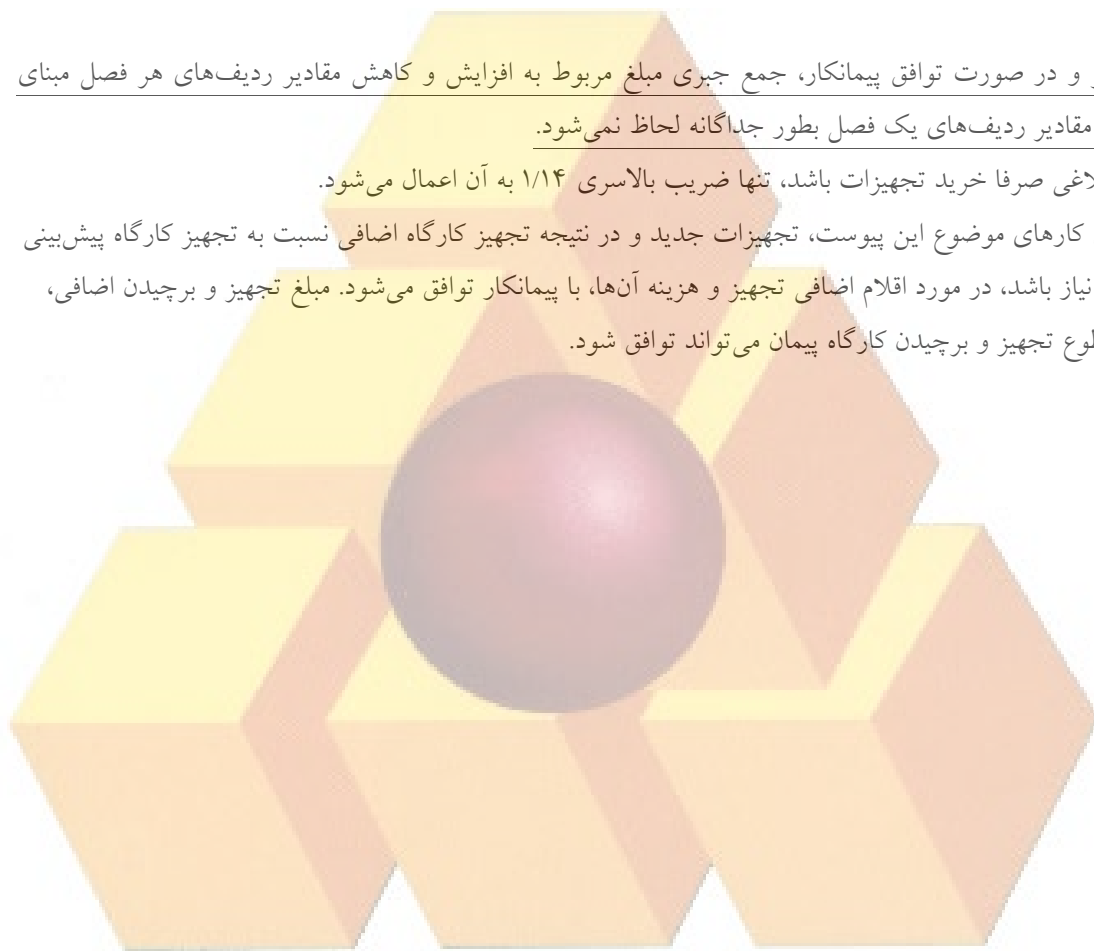 و در صورت توافق پیمانکار، جمع جبری مبلغ مربوط به افزایش و کاهش مقادیر ردیف‌های هر فصل مبنای
مقادیر ردیف‌های یک فصل بطور جداگانه لحاظ نمی‌شود.
صرفا خرید تجهیزات باشد، تنها ضریب بالاسری ۱/۱۴ به آن اعمال می‌شود.
کارهای موضوع این پیوست، تجهیزات جدید و در نتیجه تجهیز کارگاه اضافی نسبت به تجهیز کارگاه پیش‌بینی
نیاز باشد، در مورد اقلام اضافی تجهیز و هزینه آن‌ها، با پیمانکار توافق می‌شود. مبلغ تجهیز و برچیدن اضافی،
تجهیز و برچیدن کارگاه پیمان می‌تواند توافق شود.